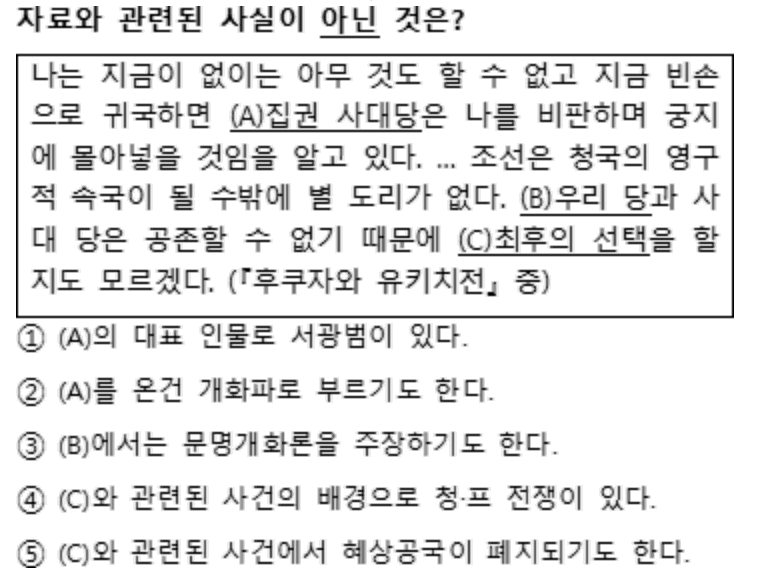 자료와 관련된 사실이 아닌 것은?
나는 지금이 없이는 아무 것도 할 수 없고 지금 빈손
으로 귀국하면 (A)집권 사대당은 나를 비판하며 궁지
에 몰아넣을 것임을 알고 있다. ... 조선은 청국의 영구
적 속국이 될 수밖에 별 도리가 없다. (B)우리 당과 사
대 당은 공존할 수 없기 때문에 (C)최후의 선택을 할
지도 모르겠다. (『후쿠자와 유키치전』 중)
① (A)의 대표 인물로 서광범이 있다.
② (A)를 온건 개화파로 부르기도 한다.
③ (B)에서는 문명개화론을 주장하기도 한다.
④ (C)와 관련된 사건의 배경으로 청·프 전쟁이 있다.
⑤ (C)와 관련된 사건에서 혜상공국이 폐지되기도 한다.